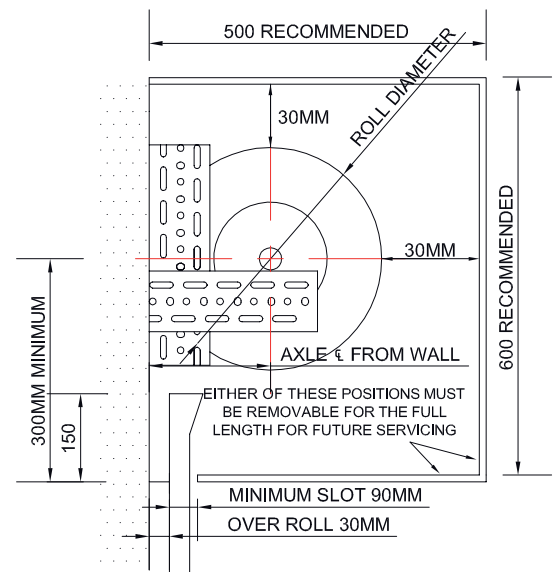 500 RECOMMENDED
ROLL DIAMETER
30MM
30MM
600 RECOMMENDED
300MM MINIMUM
AXLE ℄ FROM WALL
EITHER OF THESE POSITIONS MUST
BE REMOVABLE FOR THE FULL
LENGTH FOR FUTURE SERVICING
150
MINIMUM SLOT 90MM
OVER ROLL 30MM